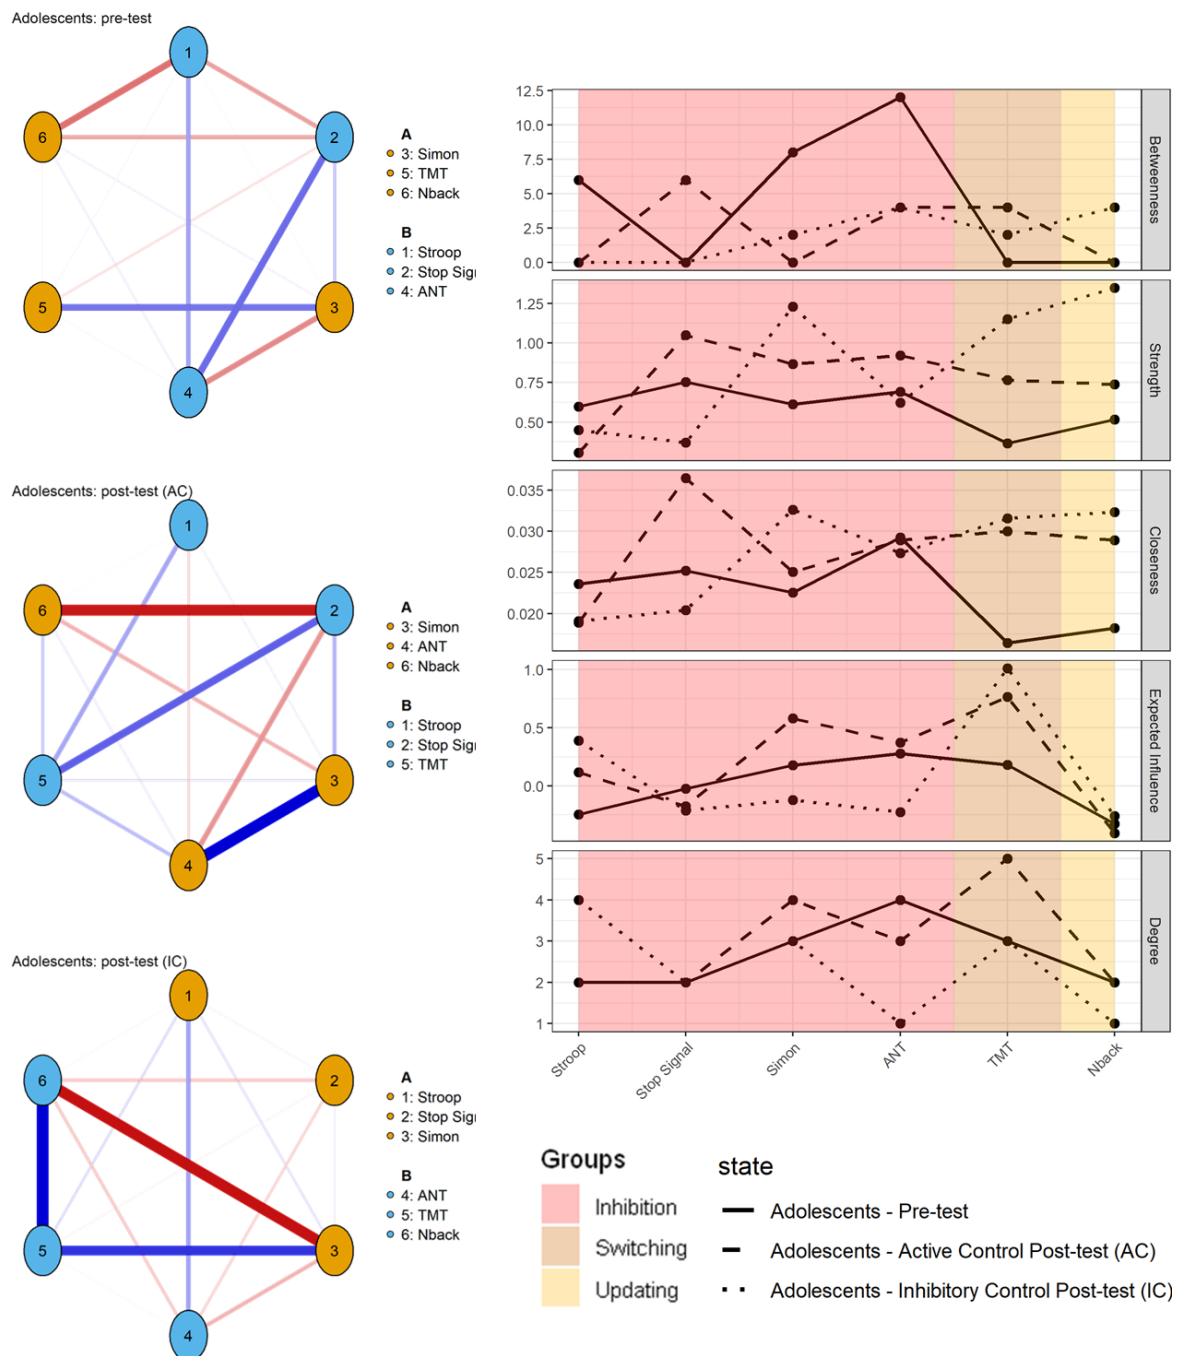 Adolescents: pre-test
1
6
2
5
3
4
A
3: Simon
5: TMT
6: Nback
B
1: Stroop
2: Stop Sig
4: ANT
Adolescents: post-test (AC)
1
6
2
5
3
4
A
3: Simon
4: ANT
6: Nback
B
1: Stroop
2: Stop Sig
5: TMT
Adolescents: post-test (IC)
1
6
2
5
3
4
A
1: Stroop
2: Stop Sig
3: Simon
B
4: ANT
5: TMT
6: Nback
12.5
10.0
7.5
5.0
2.5
0.0
Betweenness
1.25
1.00
0.75
0.50
Strength
0.035
0.030
0.025
0.020
Closeness
1.0
0.5
0.0
Expected Influence
5
4
3
2
1
Degree
Stroop
Stop Signal
Simon
ANT
TMT
Nback
Groups
Inhibition
Switching
Updating
state
Adolescents - Pre-test
Adolescents - Active Control Post-test (AC)
Adolescents - Inhibitory Control Post-test (IC)